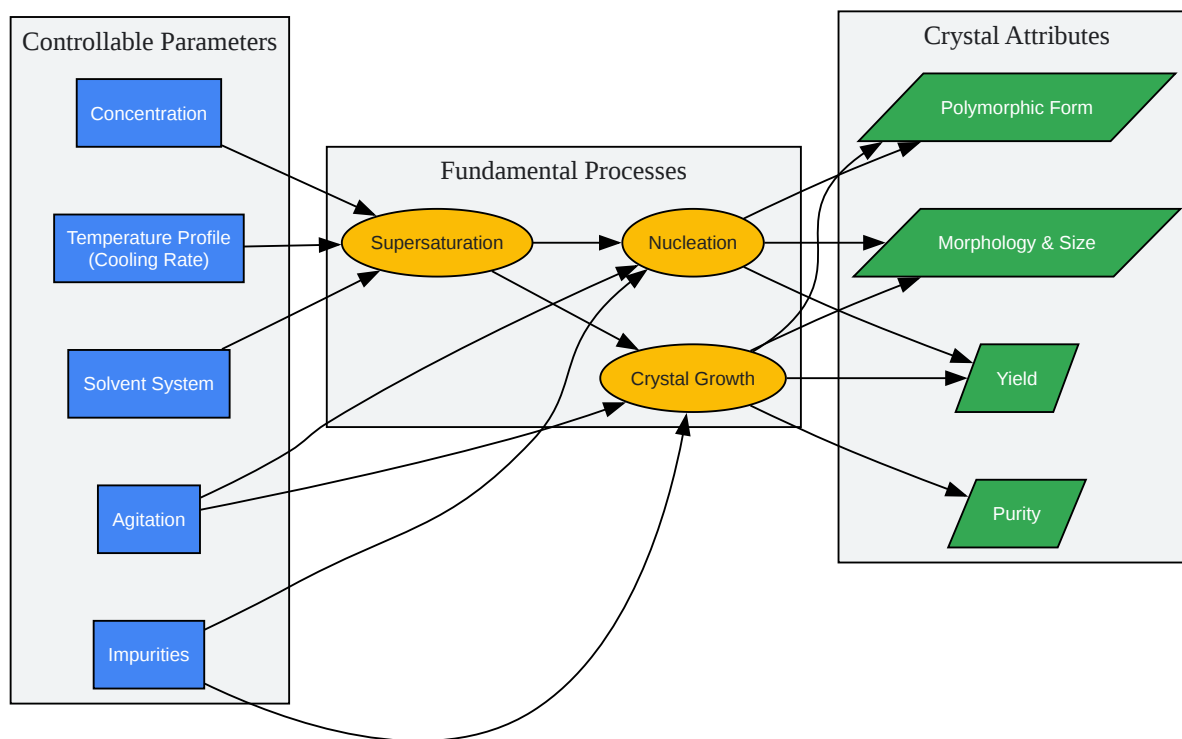 Controllable Parameters
Concentration
Temperature Profile
(Cooling Rate)
Solvent System
Agitation
Impurities
Fundamental Processes
Supersaturation
Nucleation
Crystal Growth
Crystal Attributes
Polymorphic Form
Morphology & Size
Yield
Purity